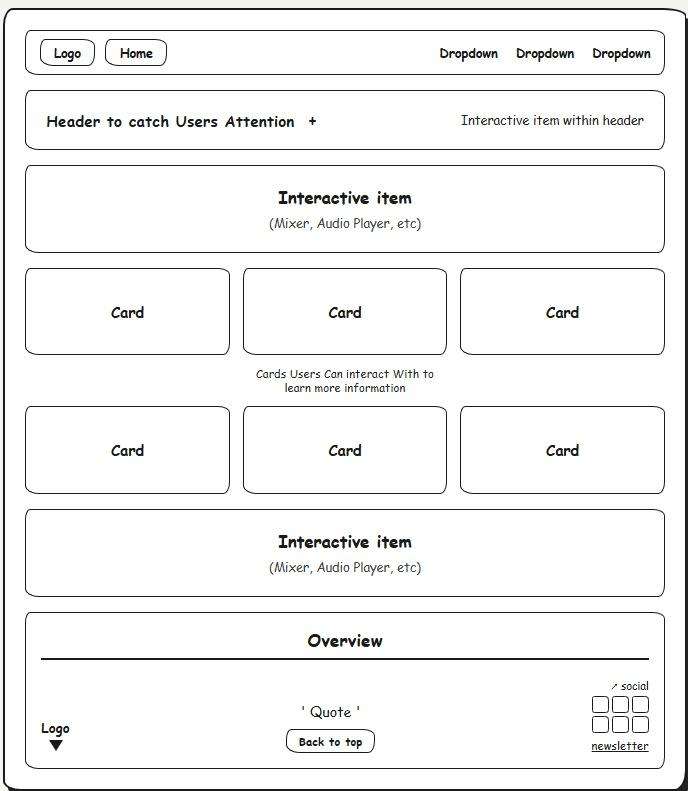 Logo Home Dropdown Dropdown Dropdown
Header to catch Users Attention + Interactive item within header
Interactive item
(Mixer, Audio Player, etc)
Card Card Card
Cards Users Can interact With to
learn more information
Card Card Card
Interactive item
(Mixer, Audio Player, etc)
Overview
↗ social
' Quote '
Logo
Back to top
newsletter